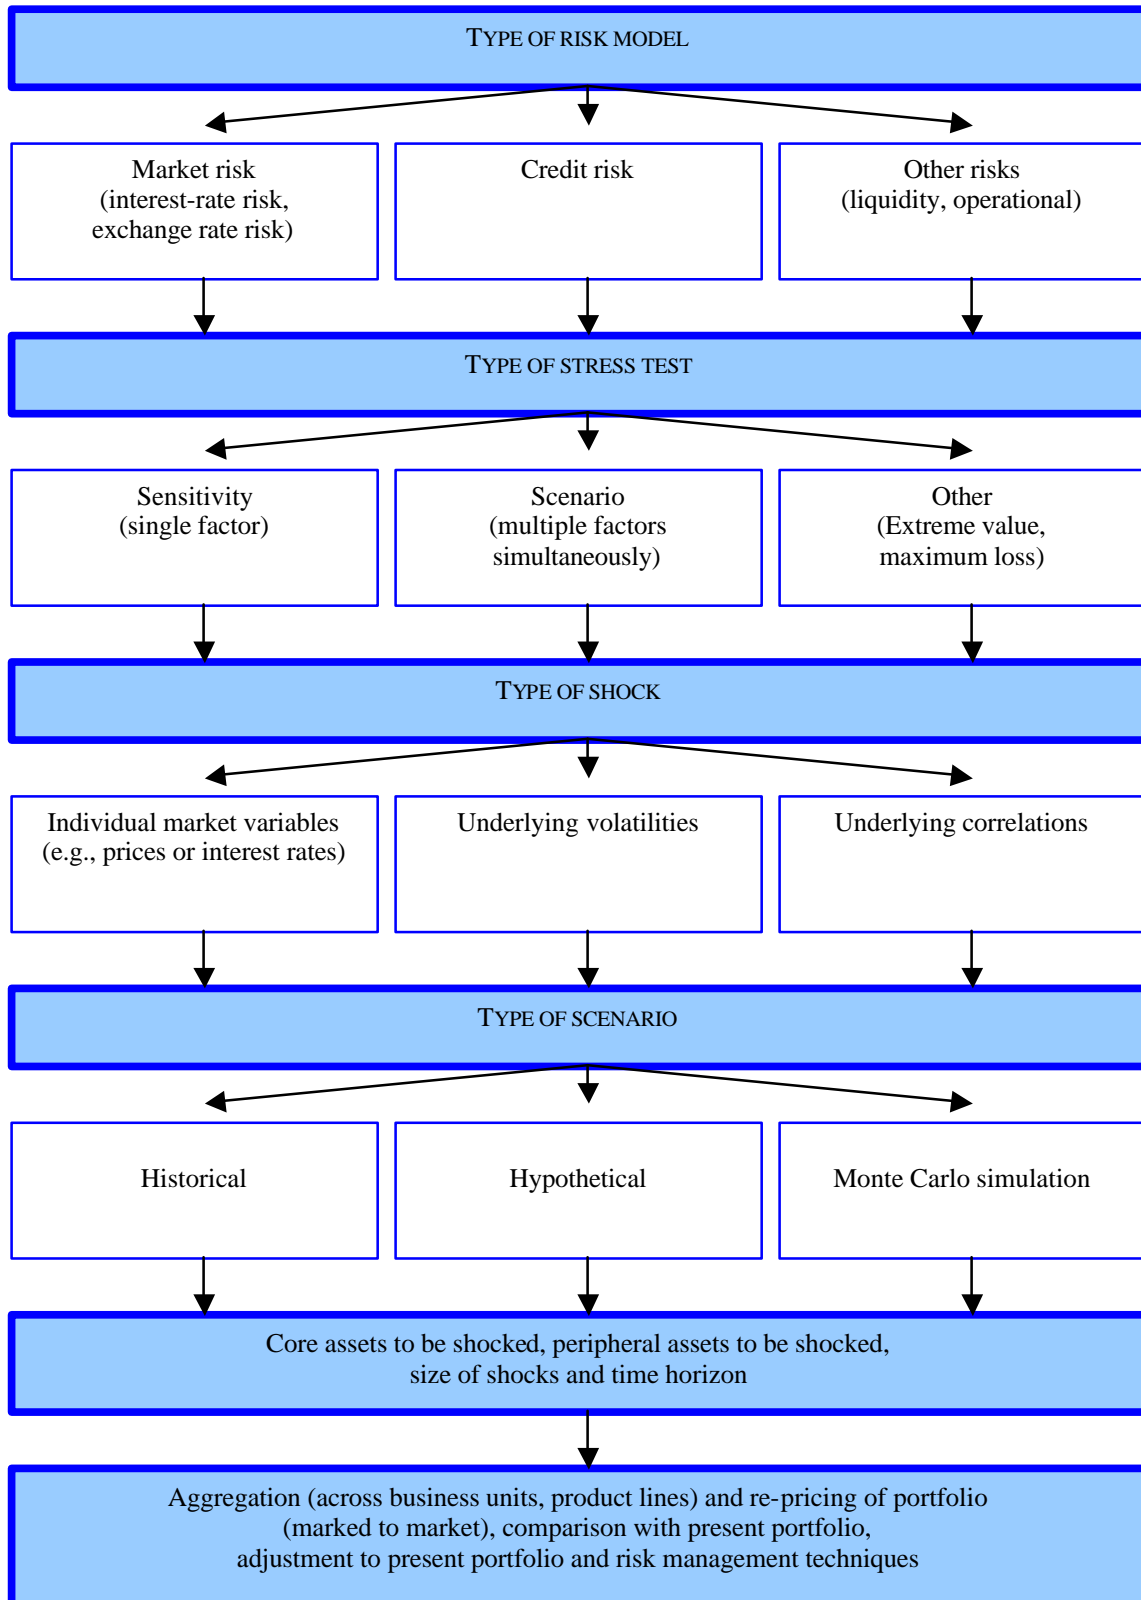 TYPE OF RISK MODEL
Market risk
(interest-rate risk,
exchange rate risk)
Credit risk
Other risks
(liquidity, operational)
TYPE OF STRESS TEST
Sensitivity
(single factor)
Scenario
(multiple factors
simultaneously)
Other
(Extreme value,
maximum loss)
TYPE OF SHOCK
Individual market variables
(e.g., prices or interest rates)
Underlying volatilities
Underlying correlations
TYPE OF SCENARIO
Historical
Hypothetical
Monte Carlo simulation
Core assets to be shocked, peripheral assets to be shocked,
size of shocks and time horizon
Aggregation (across business units, product lines) and re-pricing of portfolio
(marked to market), comparison with present portfolio,
adjustment to present portfolio and risk management techniques